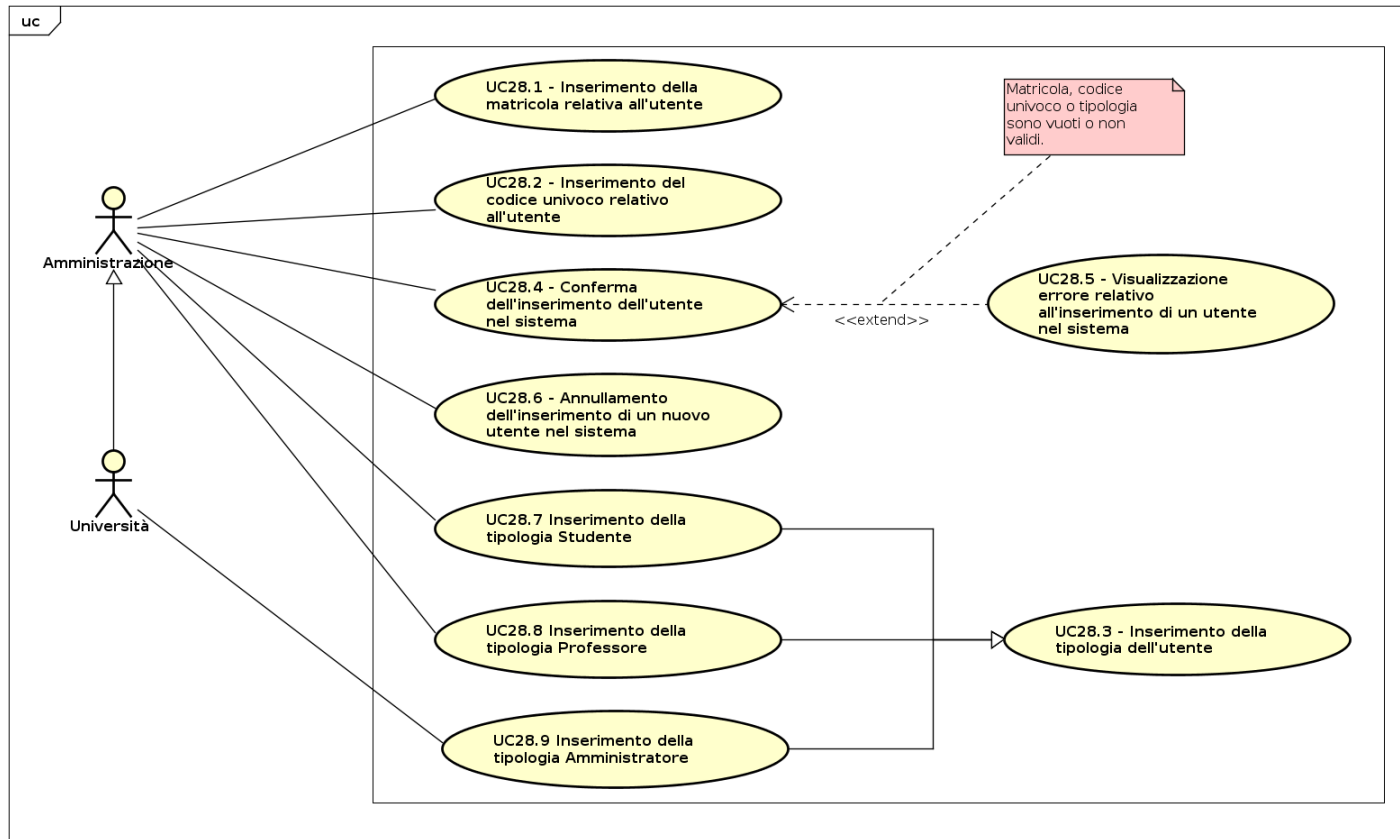 uc
UC28.1 - Inserimento della
matricola relativa all'utente
Matricola, codice
univoco o tipologia
sono vuoti o non
validi.
UC28.2 - Inserimento del
codice univoco relativo
all'utente
Amministrazione
UC28.4 - Conferma
dell'inserimento dell'utente
nel sistema
<<extend>>
UC28.5 - Visualizzazione
errore relativo
all'inserimento di un utente
nel sistema
UC28.6 - Annullamento
dell'inserimento di un nuovo
utente nel sistema
Università
UC28.7 Inserimento della
tipologia Studente
UC28.8 Inserimento della
tipologia Professore
UC28.3 - Inserimento della
tipologia dell'utente
UC28.9 Inserimento della
tipologia Amministratore